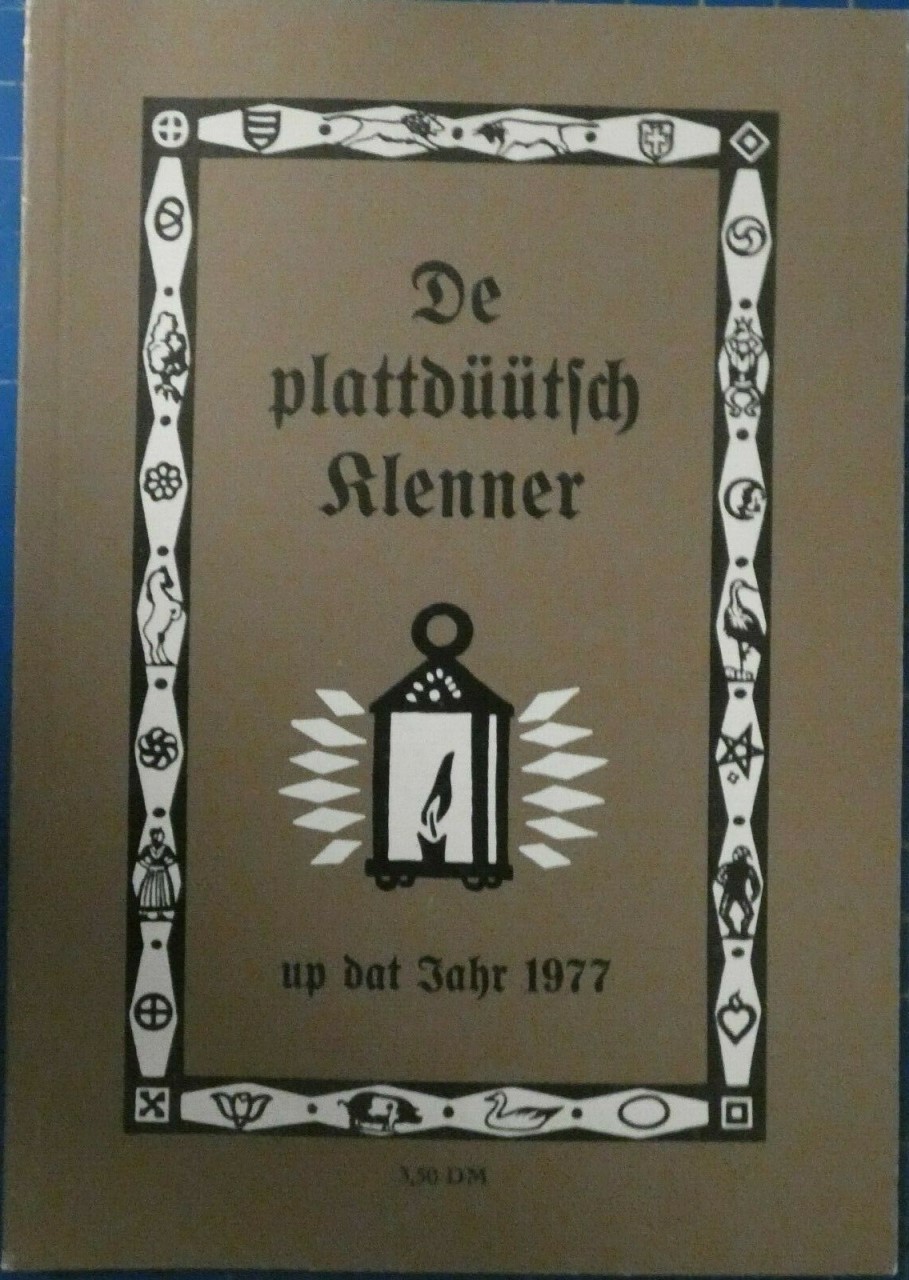 De
plattdüütſch
Klenner
up dat Jahr 1977
3,50 DM